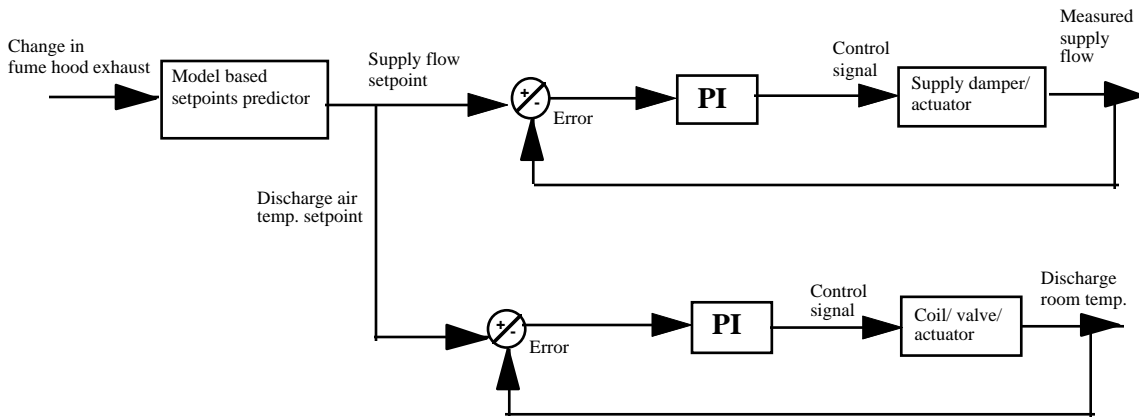 Change in
fume hood exhaust
Model based
setpoints predictor
Supply flow
setpoint
+
-
Error
PI
Control
signal
Supply damper/
actuator
Measured
supply
flow
Discharge air
temp. setpoint
+
-
Error
PI
Control
signal
Coil/ valve/
actuator
Discharge
room temp.